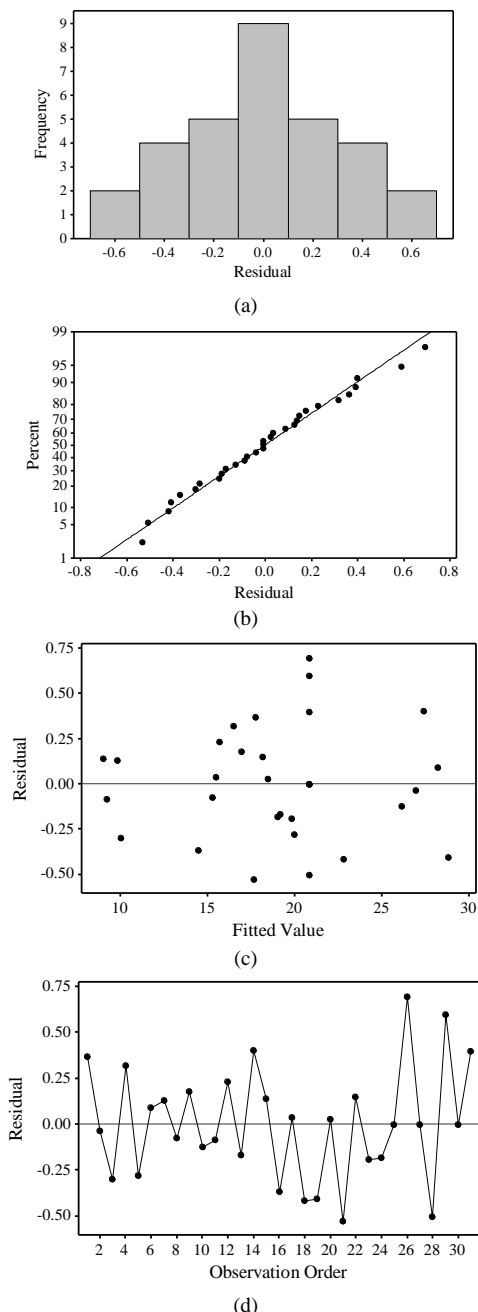 9
8
7
6
5
4
3
2
1
0
Frequency
-0.6 -0.4 -0.2 0.0 0.2 0.4 0.6
Residual
(a)
99
95
90
80
70
60
50
40
30
20
10
5
1
Percent
-0.8 -0.6 -0.4 -0.2 0.0 0.2 0.4 0.6 0.8
Residual
(b)
0.75
0.50
0.25
0.00
-0.25
-0.50
Residual
10 15 20 25 30
Fitted Value
(c)
0.75
0.50
0.25
0.00
-0.25
-0.50
Residual
2 4 6 8 10 12 14 16 18 20 22 24 26 28 30
Observation Order
(d)